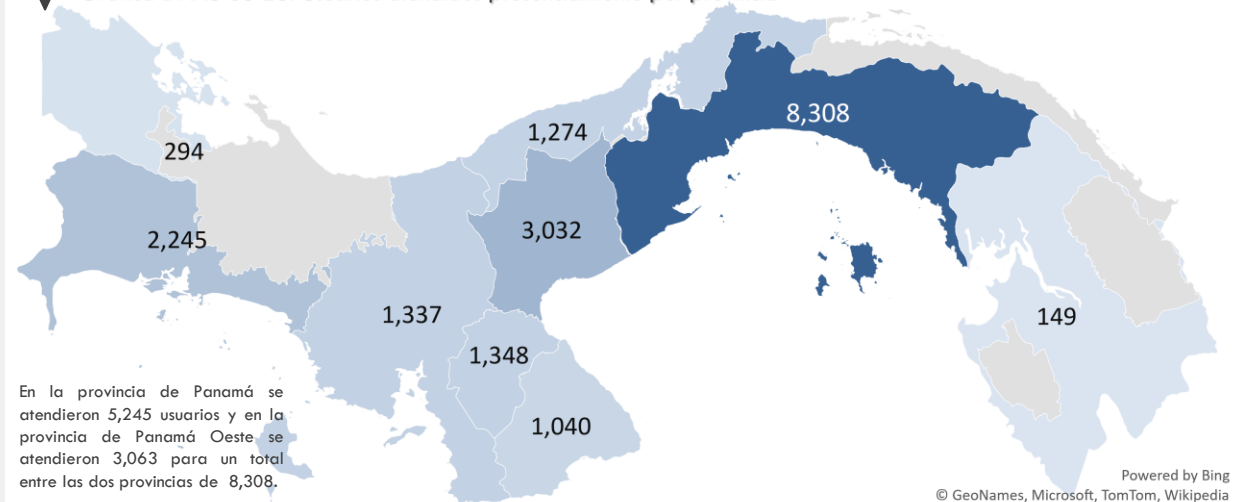 8,308
1,274
294
3,032
2,245
1,337
149
1,348
1,040
En la provincia de Panamá se
atendieron 5,245 usuarios y en la
provincia de Panamá Oeste se
atendieron 3,063 para un total
entre las dos provincias de 8,308.
Powered by Bing
© GeoNames, Microsoft, TomTom, Wikipedia